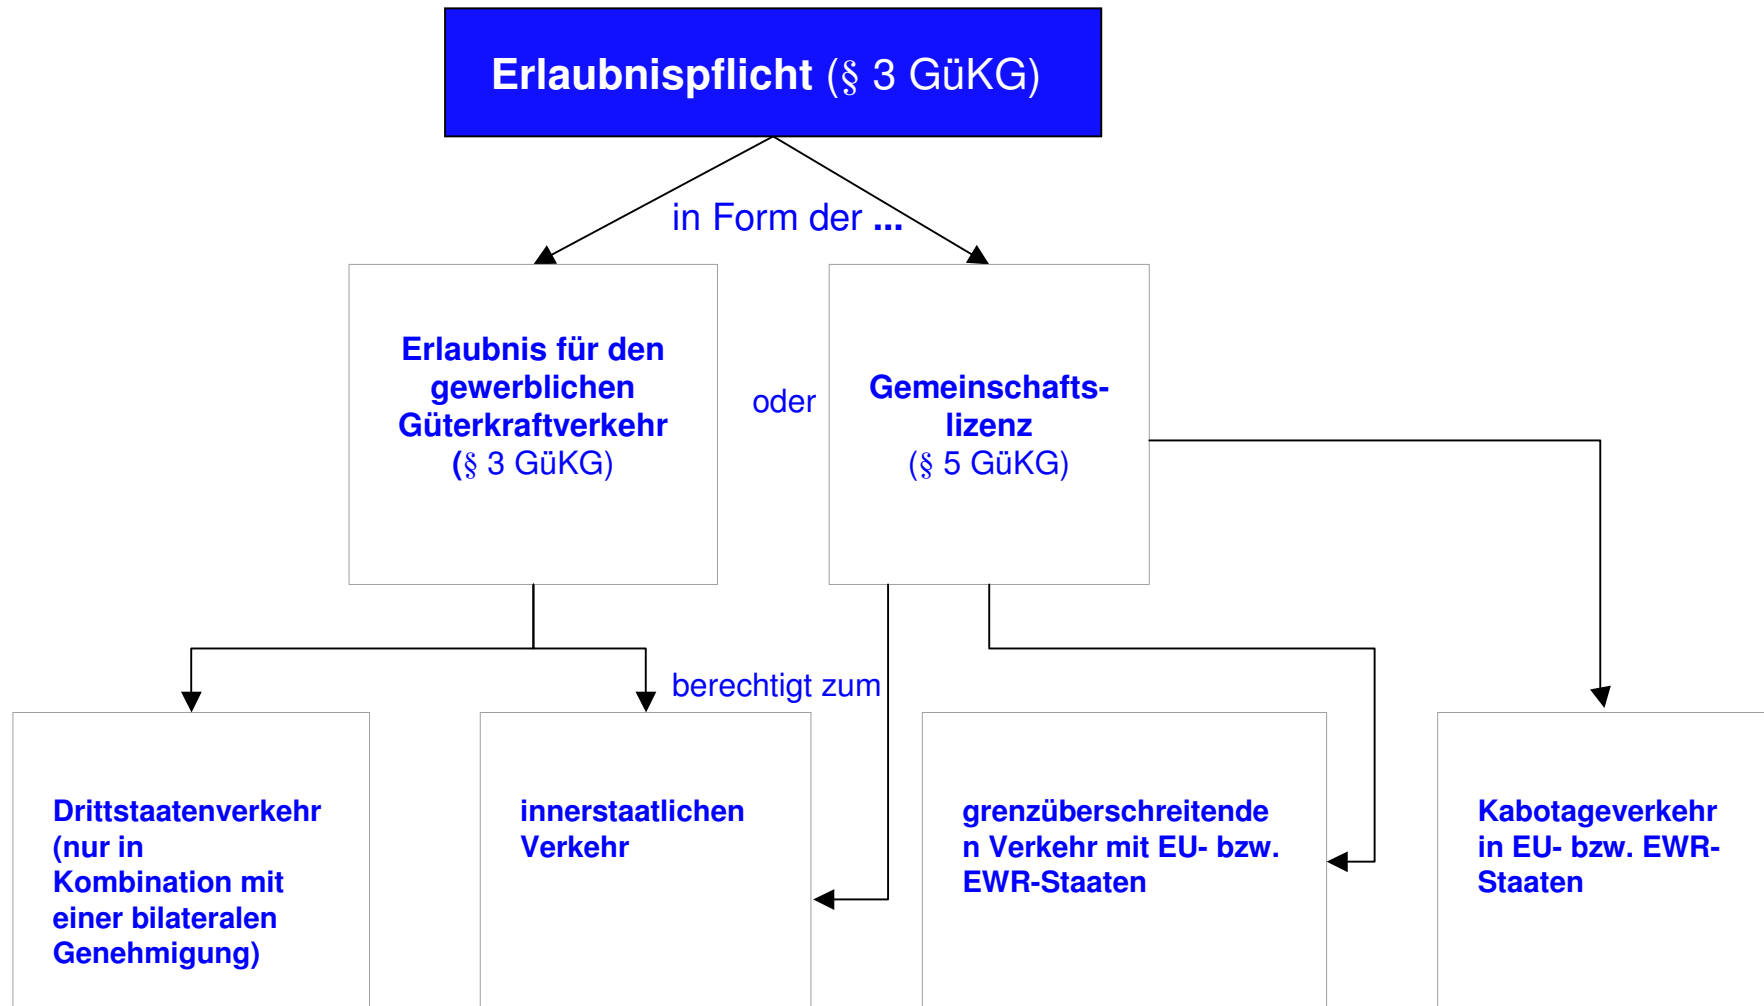 Erlaubnispflicht (§ 3 GüKG)
in Form der ...
Erlaubnis für den
gewerblichen
Güterkraftverkehr
(§ 3 GüKG)
oder
Gemeinschafts-
lizenz
(§ 5 GüKG)
berechtigt zum
Drittstaatenverkehr
(nur in
Kombination mit
einer bilateralen
Genehmigung)
innerstaatlichen
Verkehr
grenzüberschreitende
n Verkehr mit EU- bzw.
EWR-Staaten
Kabotageverkehr
in EU- bzw. EWR-
Staaten